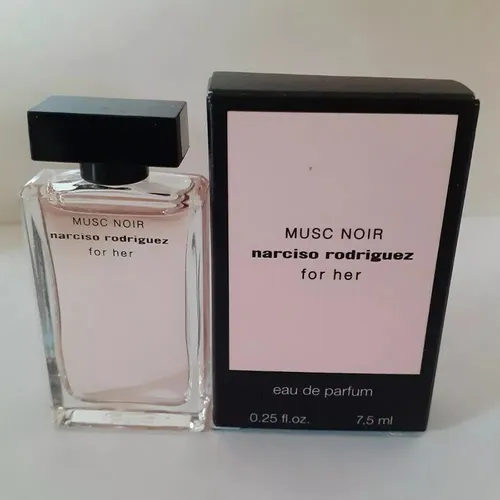 MUSC NOIR
narciso rodriguez
for her
MUSC NOIR
narciso rodriguez
for her
eau de parfum
0.25 fl.oz. 7,5 ml